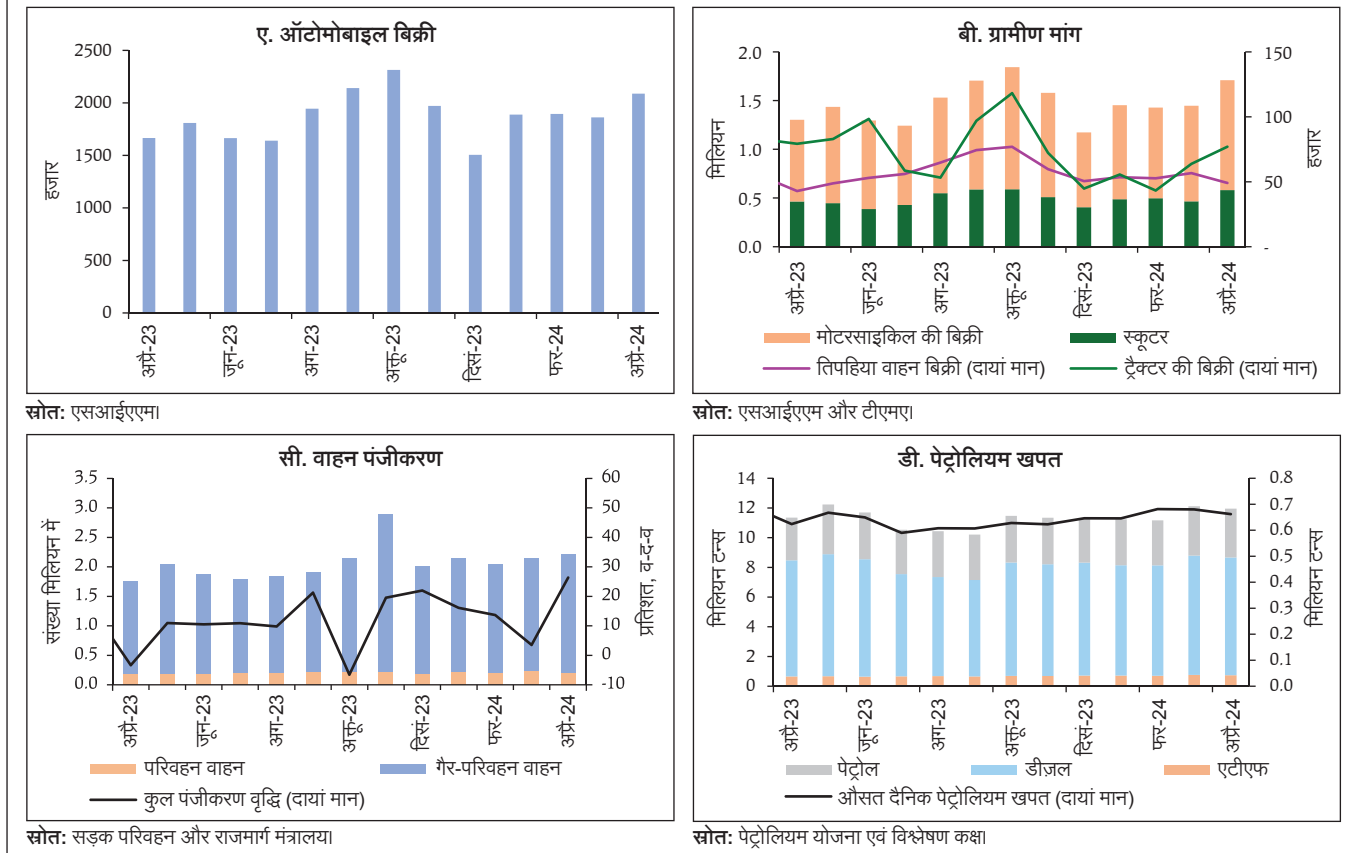 ए. ऑटोमोबाइल बिक्री
2500
2000
1500
1000
500
0
हजार
अप्रै-23
जून-23
अग-23
अक्तू-23
दिसं-23
फर-24
अप्रै-24
स्रोत: एसआईएएम।
बी. ग्रामीण मांग
2.0
1.5
1.0
0.5
0.0
मिलियन
150
100
50
-
हजार
अप्रै-23
जून-23
अग-23
अक्तू-23
दिसं-23
फर-24
अप्रै-24
मोटरसाइकिल की बिक्री
स्कूटर
तिपहिया वाहन बिक्री (दायां मान)
ट्रैक्टर की बिक्री (दायां मान)
स्रोत: एसआईएएम और टीएमए।
सी. वाहन पंजीकरण
3.5
3.0
2.5
2.0
1.5
1.0
0.5
0.0
संख्या मिलियन में
60
50
40
30
20
10
0
-10
प्रतिशत, व-द-व
अप्रै-23
जून-23
अग-23
अक्तू-23
दिसं-23
फर-24
अप्रै-24
परिवहन वाहन
गैर-परिवहन वाहन
कुल पंजीकरण वृद्धि (दायां मान)
स्रोत: सड़क परिवहन और राजमार्ग मंत्रालय।
डी. पेट्रोलियम खपत
14
12
10
8
6
4
2
0
मिलियन टन्स
0.8
0.7
0.6
0.5
0.4
0.3
0.2
0.1
0.0
मिलियन टन्स
अप्रै-23
जून-23
अग-23
अक्तू-23
दिसं-23
फर-24
अप्रै-24
पेट्रोल
डीज़ल
एटीएफ
औसत दैनिक पेट्रोलियम खपत (दायां मान)
स्रोत: पेट्रोलियम योजना एवं विश्लेषण कक्ष।